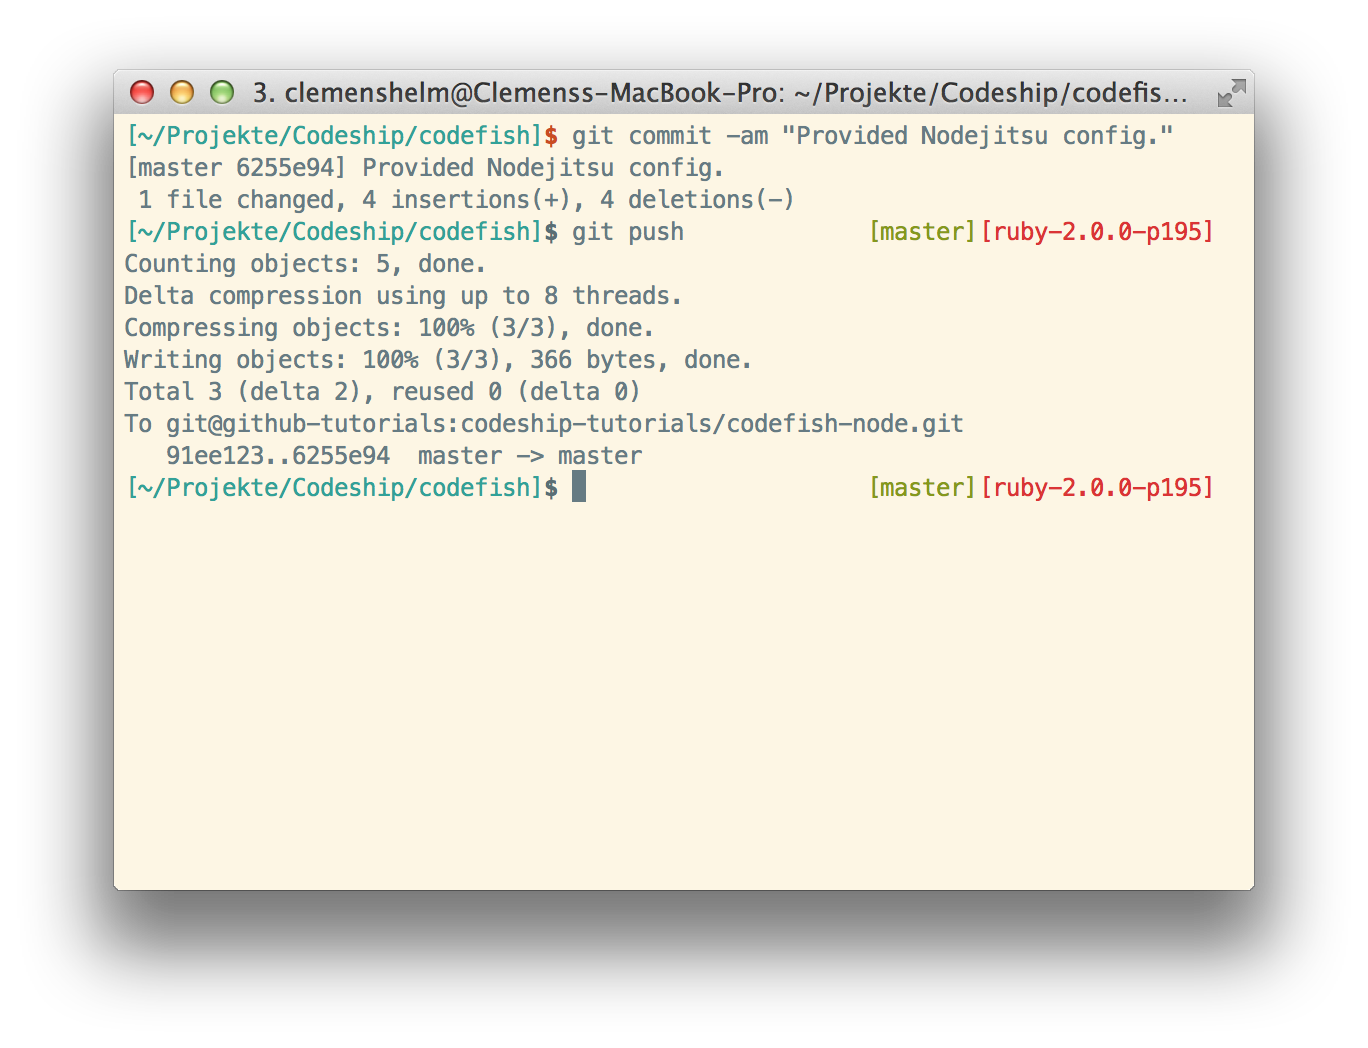 3. clemenshelm@Clemenss-MacBook-Pro: ~/Projekte/Codeship/codefis...
[~/Projekte/Codeship/codefish]$ git commit -am "Provided Nodejitsu config."
[master 6255e94] Provided Nodejitsu config.
 1 file changed, 4 insertions(+), 4 deletions(-)
[~/Projekte/Codeship/codefish]$ git push             [master][ruby-2.0.0-p195]
Counting objects: 5, done.
Delta compression using up to 8 threads.
Compressing objects: 100% (3/3), done.
Writing objects: 100% (3/3), 366 bytes, done.
Total 3 (delta 2), reused 0 (delta 0)
To git@github-tutorials:codeship-tutorials/codefish-node.git
   91ee123..6255e94  master -> master
[~/Projekte/Codeship/codefish]$                      [master][ruby-2.0.0-p195]